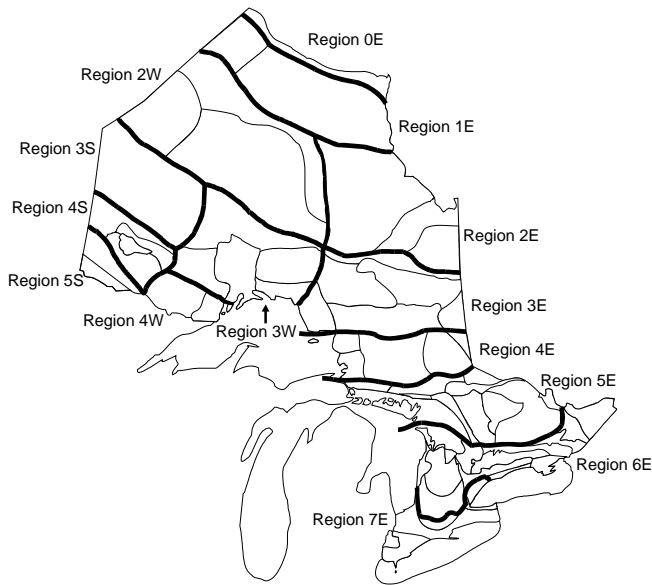 Region 0E
Region 2W
Region 1E
Region 3S
Region 4S
Region 2E
Region 5S
Region 3E
Region 4W
Region 3W
Region 4E
Region 5E
Region 6E
Region 7E